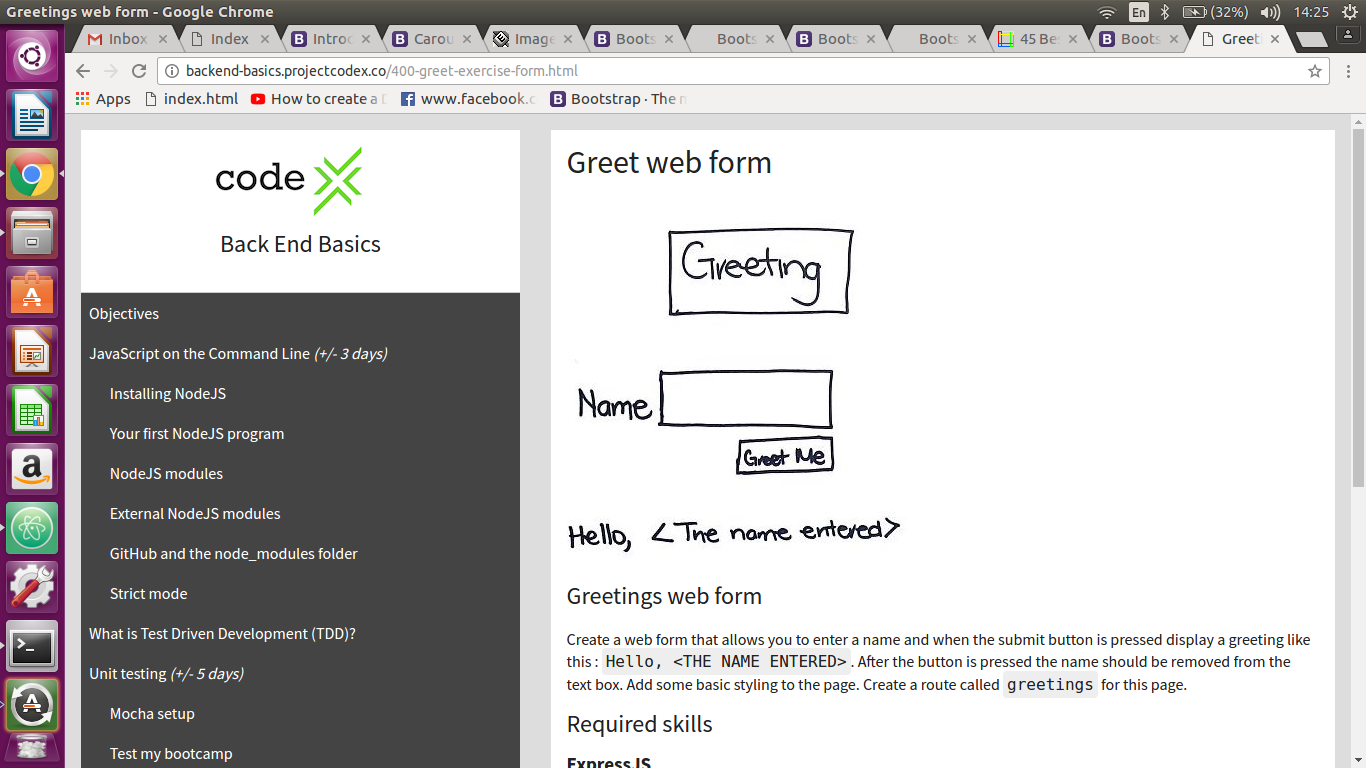 Greetings web form - Google Chrome
En
(32%)
14:25
Inbox
Index
Introd
Carou
Image
Boots
Boots
Boots
Boots
45 Be
Boots
Greet
backend-basics.projectcodex.co/400-greet-exercise-form.html
Apps
index.html
How to create a
www.facebook.c
Bootstrap · The
code
Back End Basics
Objectives
JavaScript on the Command Line (+/- 3 days)
Installing NodeJS
Your first NodeJS program
NodeJS modules
External NodeJS modules
GitHub and the node_modules folder
Strict mode
What is Test Driven Development (TDD)?
Unit testing (+/- 5 days)
Mocha setup
Test my bootcamp
Greet web form
Greeting
Name
Greet Me
Hello, <The name entered>
Greetings web form
Create a web form that allows you to enter a name and when the submit button is pressed display a greeting like
this : Hello, <THE NAME ENTERED>. After the button is pressed the name should be removed from the
text box. Add some basic styling to the page. Create a route called greetings for this page.
Required skills
ExpressJS